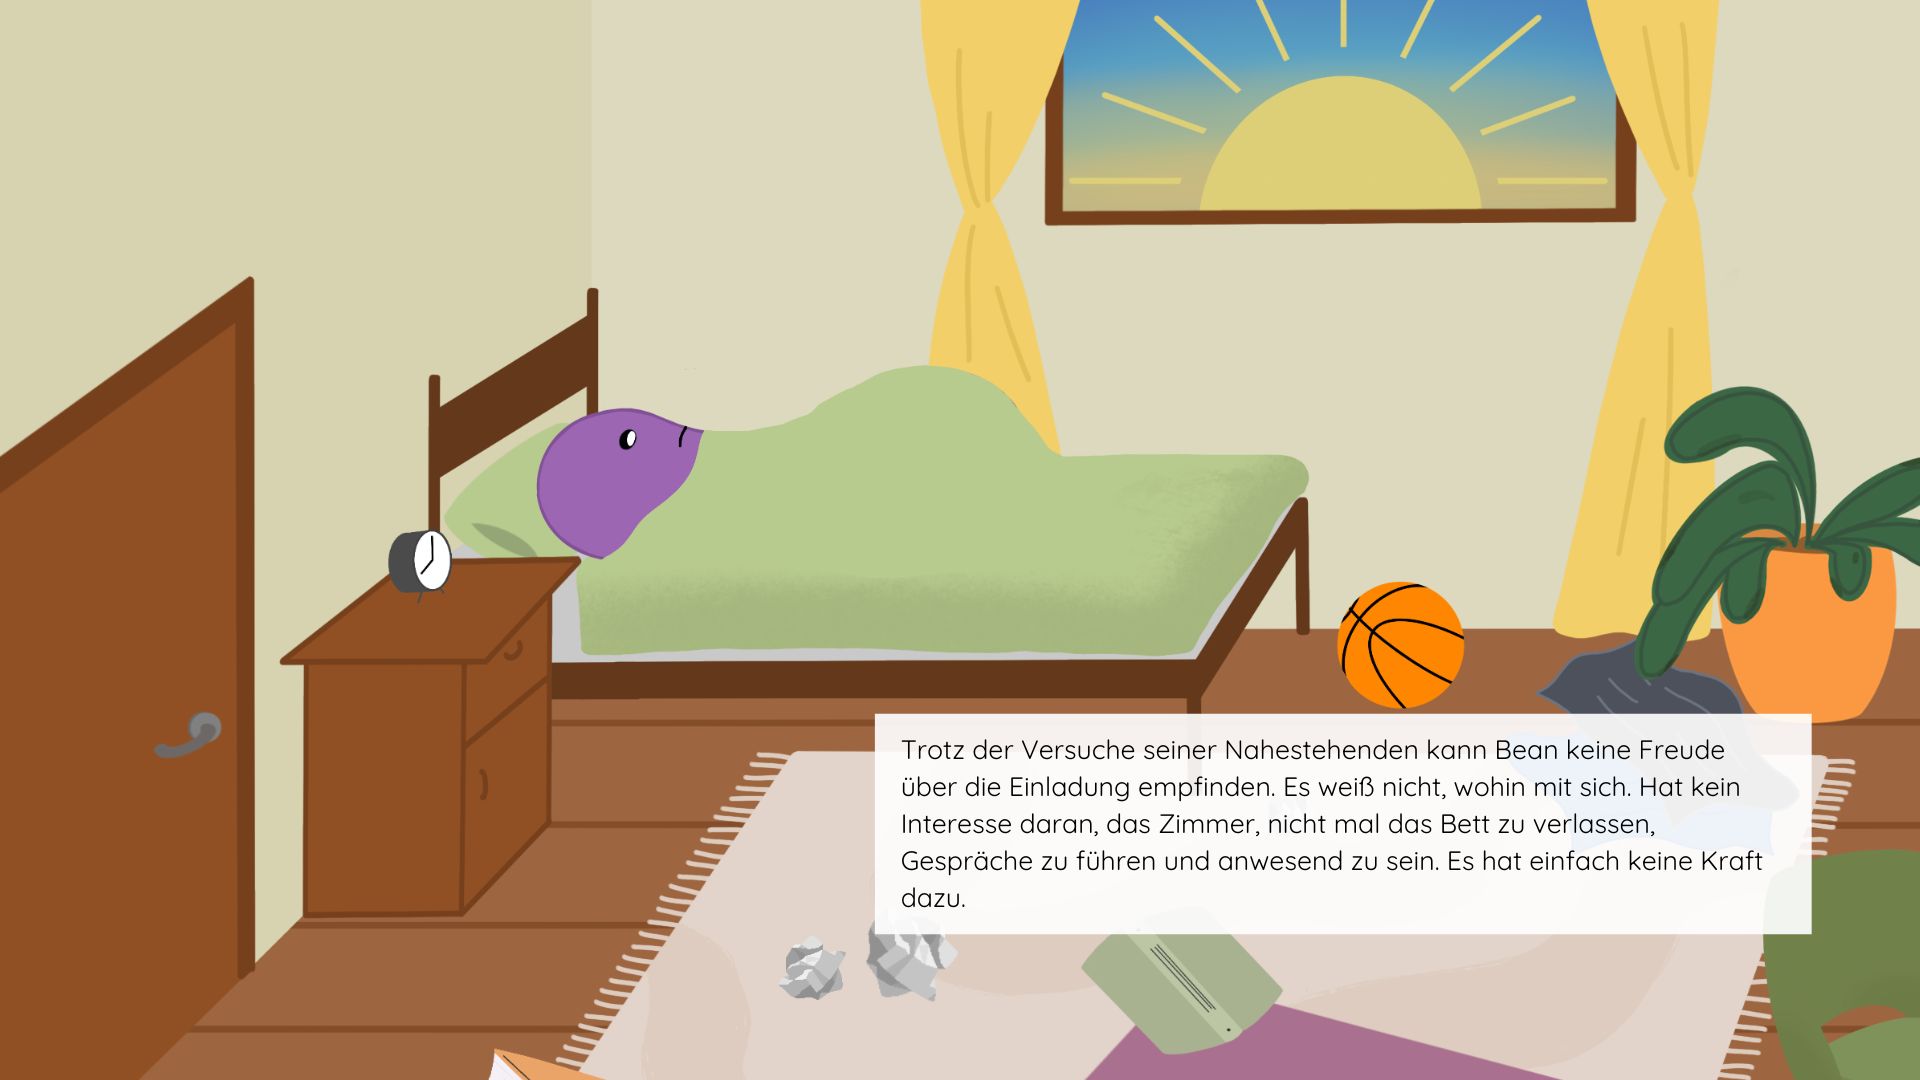 Trotz der Versuche seiner Nahestehenden kann Bean keine Freude
über die Einladung empfinden. Es weiß nicht, wohin mit sich. Hat kein
Interesse daran, das Zimmer, nicht mal das Bett zu verlassen,
Gespräche zu führen und anwesend zu sein. Es hat einfach keine Kraft
dazu.